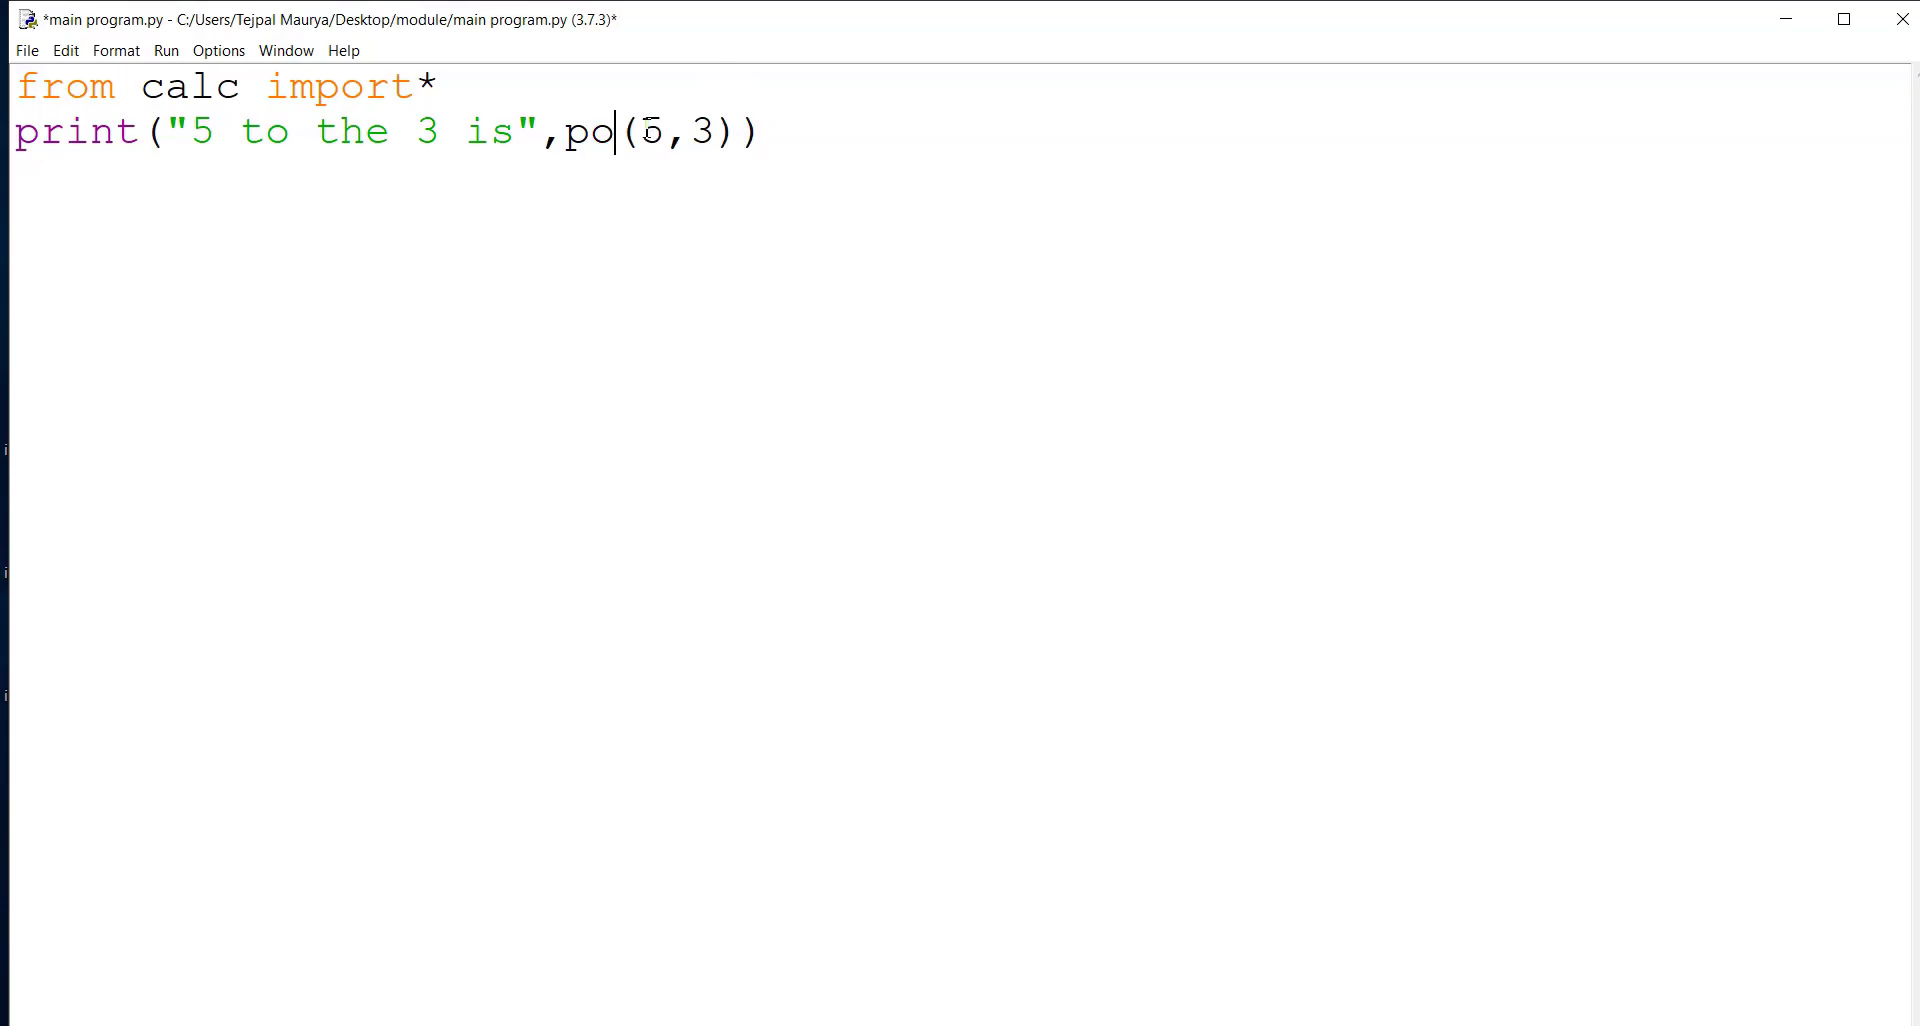 *main program.py - C:/Users/Tejpal Maurya/Desktop/module/main program.py (3.7.3)*
File Edit Format Run Options Window Help
from calc import*
print("5 to the 3 is",po(5,3))
i
i
i